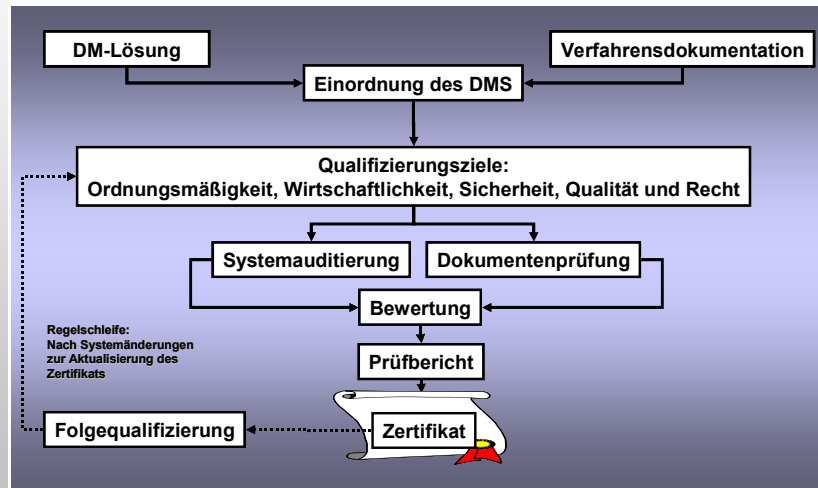 DM-Lösung
Verfahrensdokumentation
Einordnung des DMS
Qualifizierungsziele:
Ordnungsmäßigkeit, Wirtschaftlichkeit, Sicherheit, Qualität und Recht
Systemauditierung
Dokumentenprüfung
Bewertung
Regelschleife:
Nach Systemänderungen
zur Aktualisierung des
Zertifikats
Prüfbericht
Folgequalifizierung
Zertifikat